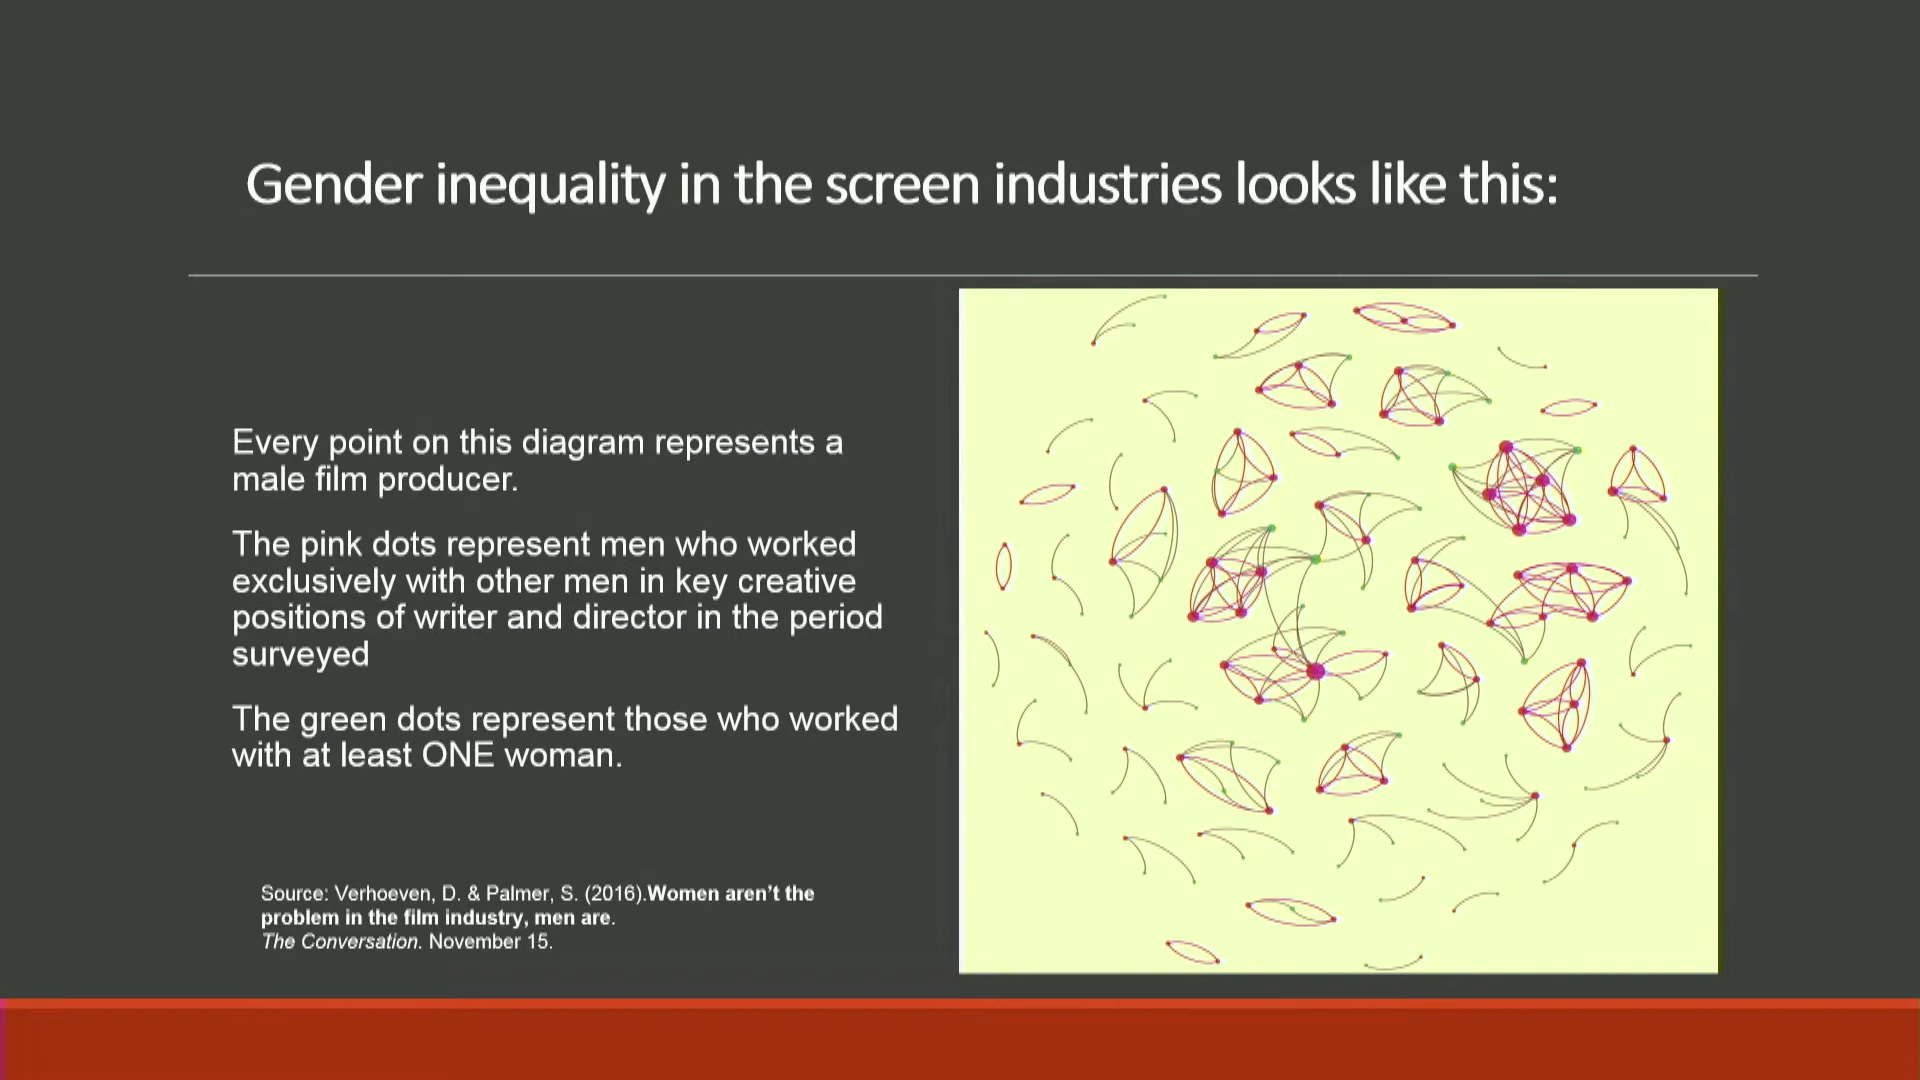 Gender inequality in the screen industries looks like this:
Every point on this diagram represents a
male film producer.
The pink dots represent men who worked
exclusively with other men in key creative
positions of writer and director in the period
surveyed
The green dots represent those who worked
with at least ONE woman.
Source: Verhoeven, D. & Palmer, S. (2016).Women aren’t the
problem in the film industry, men are.
The Conversation. November 15.